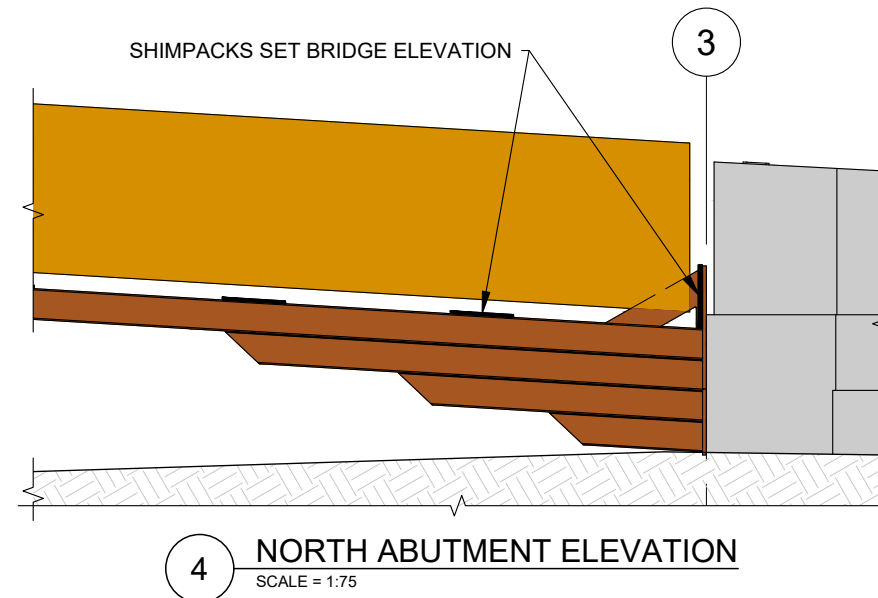 SHIMPACKS SET BRIDGE ELEVATION
3
4
NORTH ABUTMENT ELEVATION
SCALE = 1:75